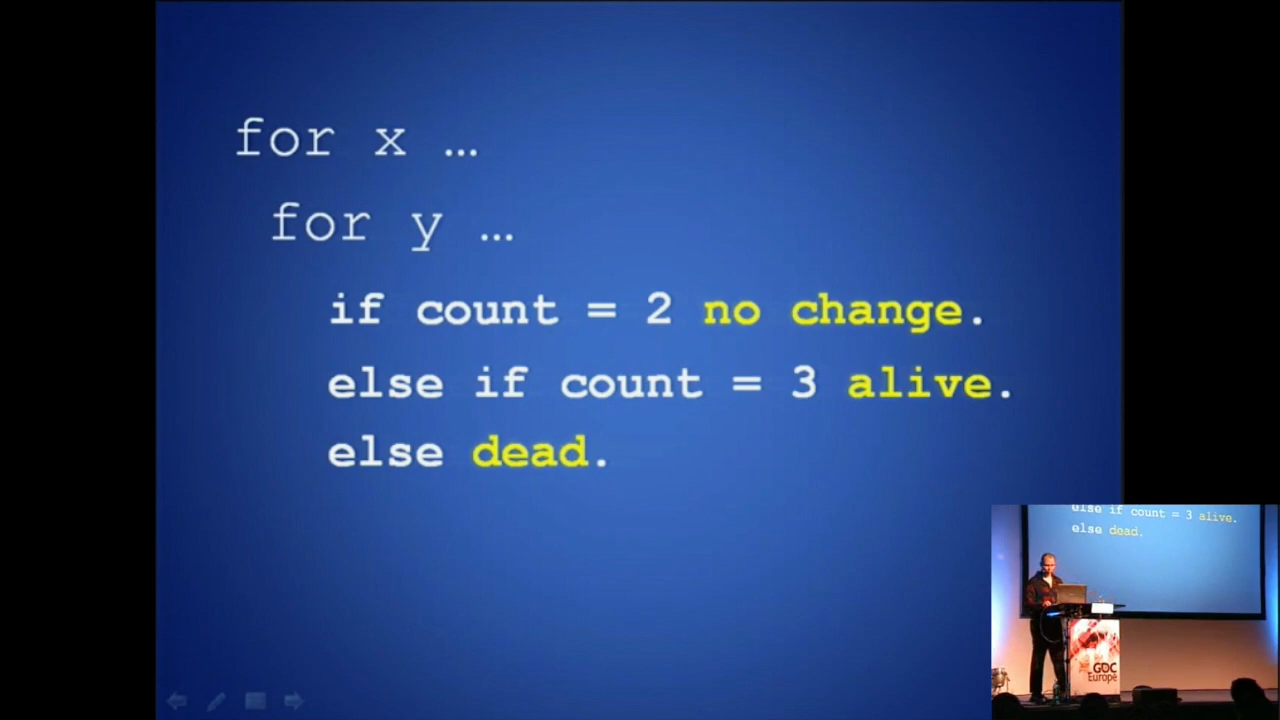 for x …
for y …
if count = 2 no change.
else if count = 3 alive.
else dead.
else if count = 3 alive.
else dead.
GDC
Europe